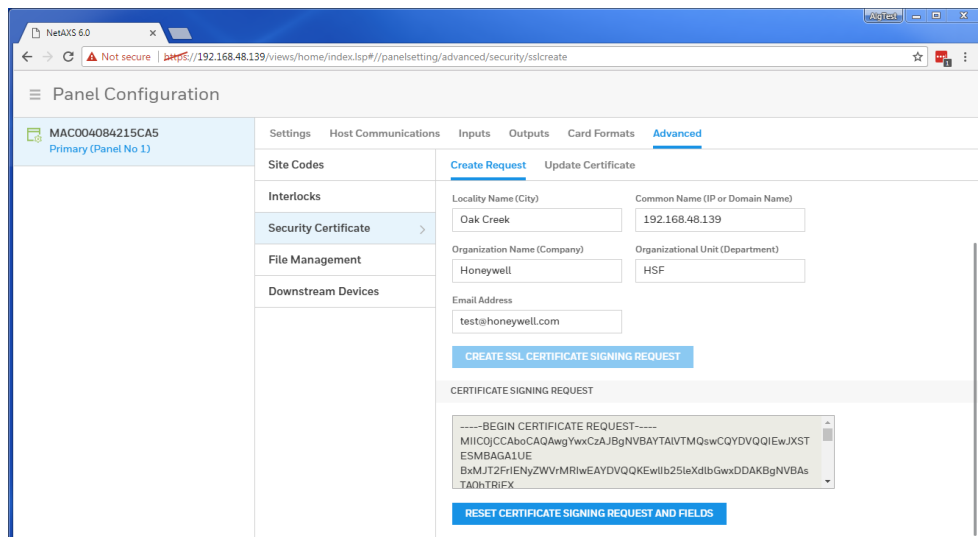 AlgTest
NetAXS 6.0
Not secure | https://192.168.48.139/views/home/index.lsp#//panelsetting/advanced/security/sslcreate
1
Panel Configuration
MAC004084215CA5
Primary (Panel No 1)
Settings Host Communications Inputs Outputs Card Formats Advanced
Site Codes
Interlocks
Security Certificate
File Management
Downstream Devices
Create Request Update Certificate
Locality Name (City) Common Name (IP or Domain Name)
Oak Creek 192.168.48.139
Organization Name (Company) Organizational Unit (Department)
Honeywell HSF
Email Address
test@honeywell.com
CREATE SSL CERTIFICATE SIGNING REQUEST
CERTIFICATE SIGNING REQUEST
-----BEGIN CERTIFICATE REQUEST-----
MIIC0jCCAboCAQAwgYwxCzAJBgNVBAYTAlVTMQswCQYDVQQIEwJXST
ESMBAGA1UE
BxMJT2FrIENyZWVrMRIwEAYDVQQKEwlIb25leXdlbGwxDDAKBgNVBAs
TA0hTRjEX
RESET CERTIFICATE SIGNING REQUEST AND FIELDS